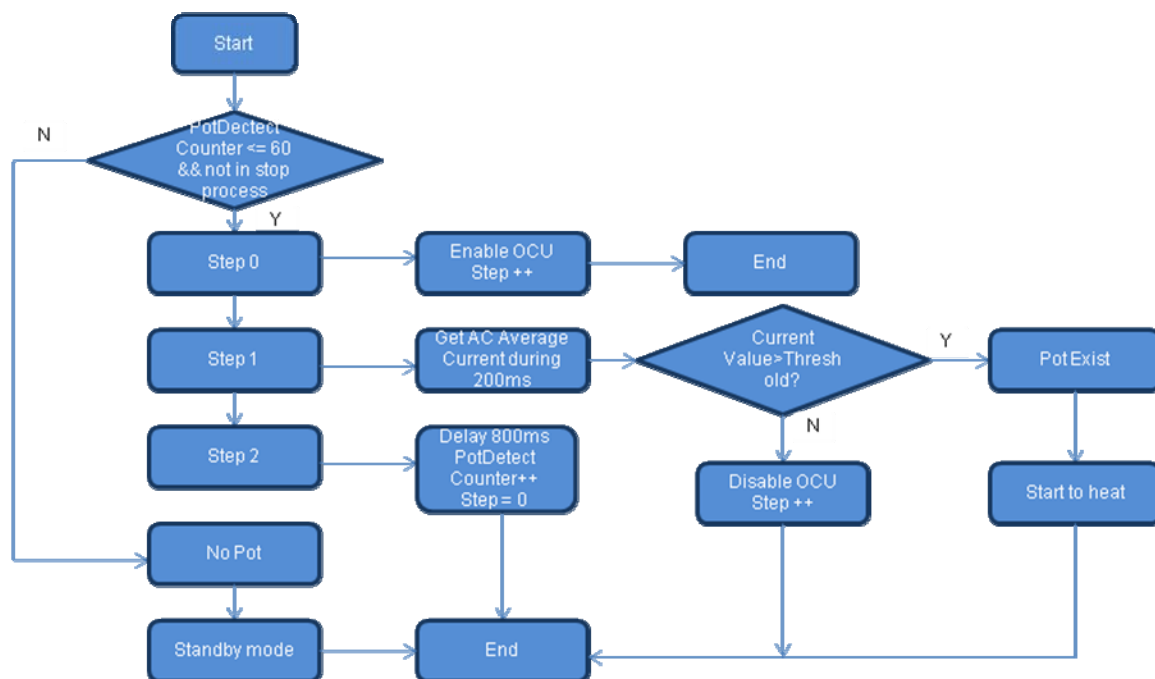 Start
N
PotDectect
Counter <= 60
&& not in stop
process
Y
Step 0
Enable OCU
Step ++
End
Step 1
Get AC Average
Current during
200ms
Current
Value>Thresh
old?
Y
Pot Exist
N
Step 2
Delay 800ms
PotDetect
Counter++
Step = 0
Disable OCU
Step ++
Start to heat
No Pot
Standby mode
End